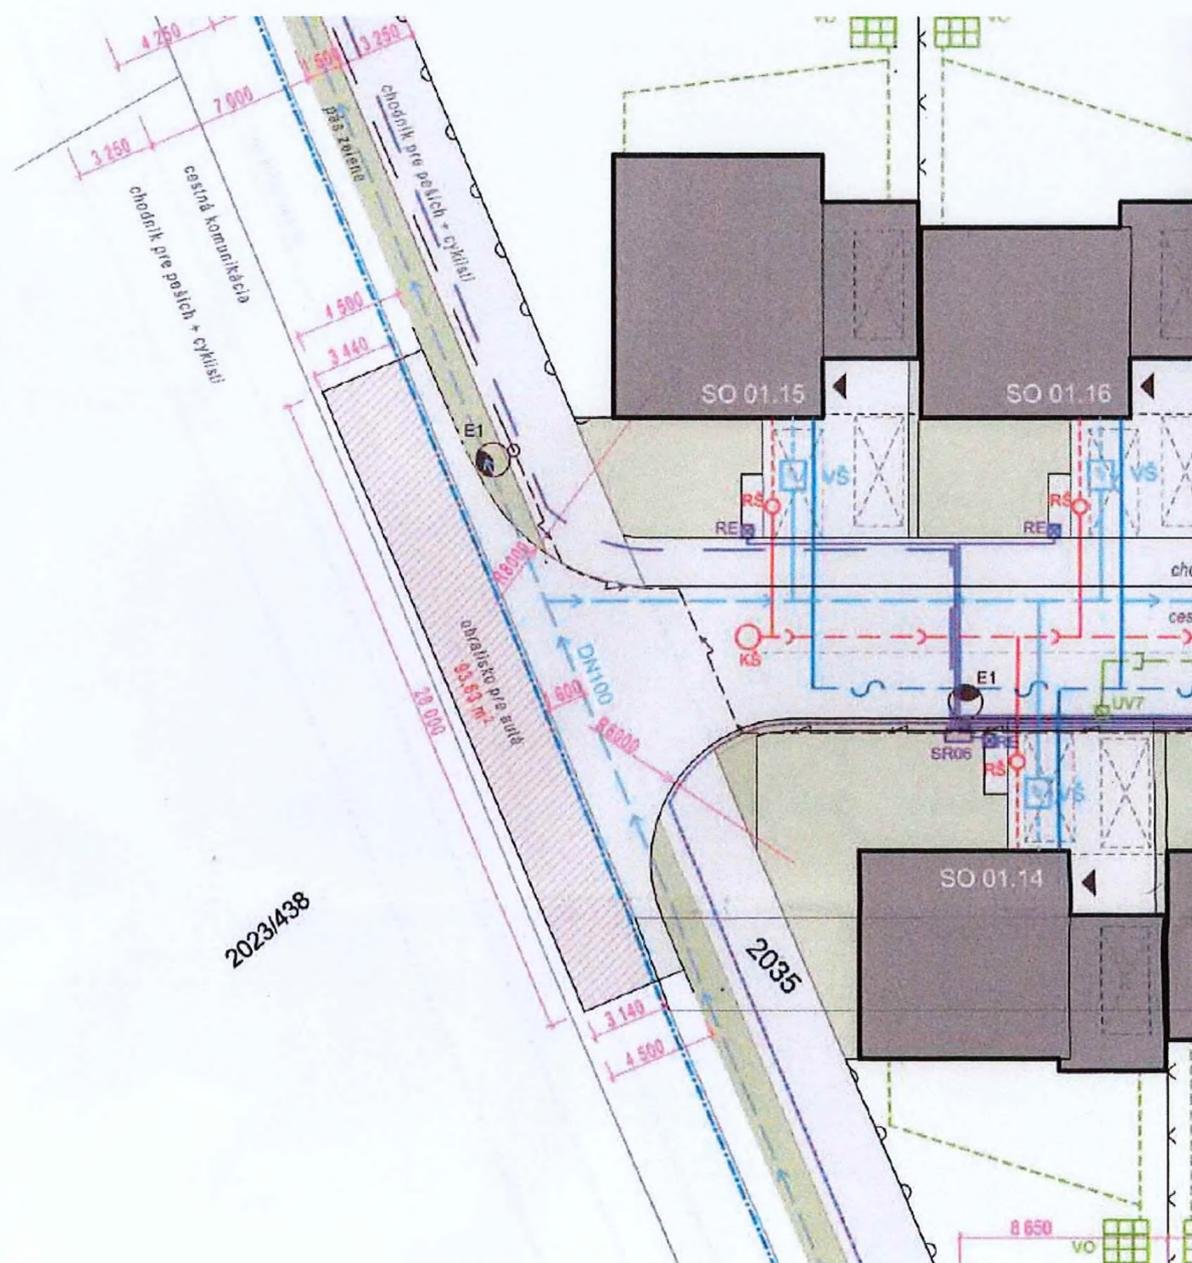 VO
VO
4 250
3 250
1 500
7 000
3 250
pás zelene
chodník pre peších + cyklisti
cestná komunikácia
chodník pre peších + cyklisti
4 500
3 440
SO 01.15
SO 01.16
E1
VŠ
VŠ
RŠ
RŠ
RE
RE
R8000
KŠ
DN100
obratisko pre autá
93.63 m²
28 000
1 600
R6000
E1
UV7
SR06
RE
RŠ
VŠ
SO 01.14
2023/438
2035
3 140
4 500
8 650
VO